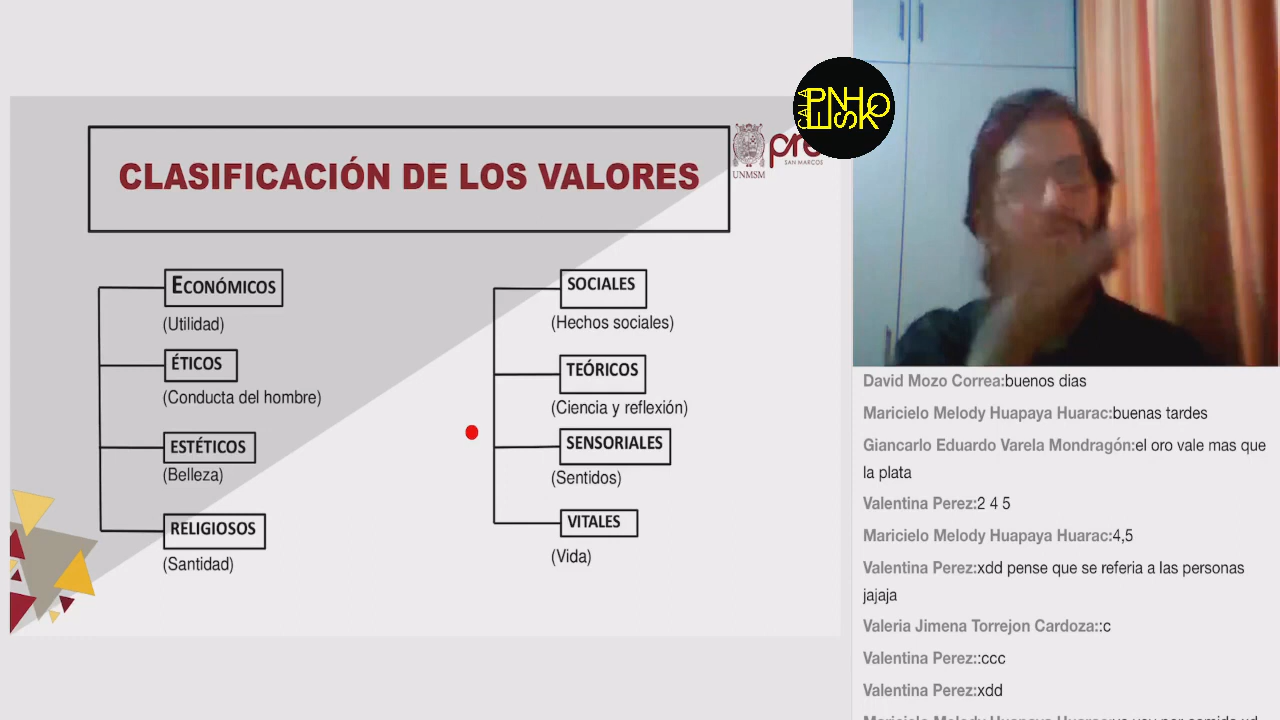 CLASIFICACIÓN DE LOS VALORES
UNMSM
SAN MARCOS
CALA
PENHSKO
ECONÓMICOS
(Utilidad)
ÉTICOS
(Conducta del hombre)
ESTÉTICOS
(Belleza)
RELIGIOSOS
(Santidad)
SOCIALES
(Hechos sociales)
TEÓRICOS
(Ciencia y reflexión)
SENSORIALES
(Sentidos)
VITALES
(Vida)
David Mozo Correa:buenos dias
Maricielo Melody Huapaya Huarac:buenas tardes
Giancarlo Eduardo Varela Mondragón:el oro vale mas que
la plata
Valentina Perez:2 4 5
Maricielo Melody Huapaya Huarac:4,5
Valentina Perez:xdd pense que se referia a las personas
jajaja
Valeria Jimena Torrejon Cardoza::c
Valentina Perez::ccc
Valentina Perez:xdd